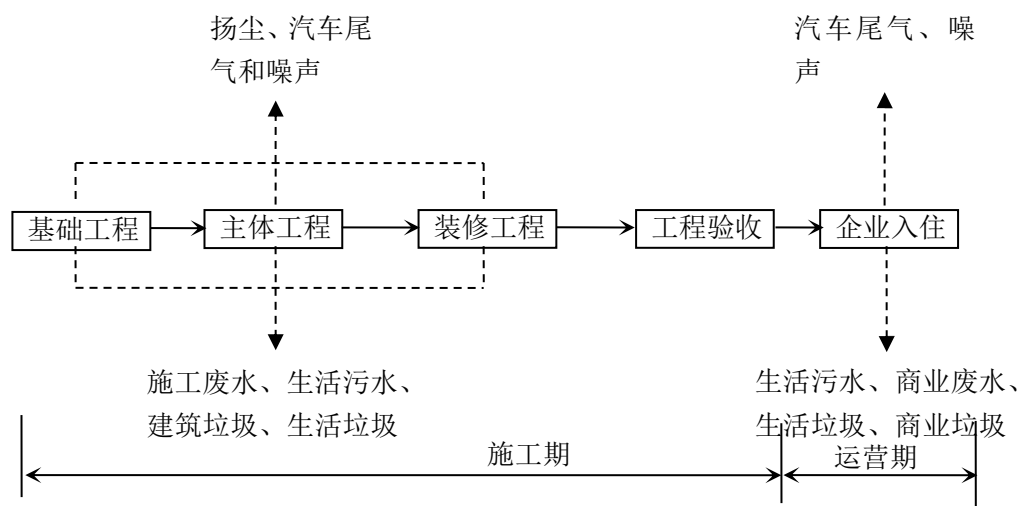 扬尘、汽车尾
气和噪声
汽车尾气、噪
声
基础工程
主体工程
装修工程
工程验收
企业入住
施工废水、生活污水、
建筑垃圾、生活垃圾
生活污水、商业废水、
生活垃圾、商业垃圾
施工期
运营期